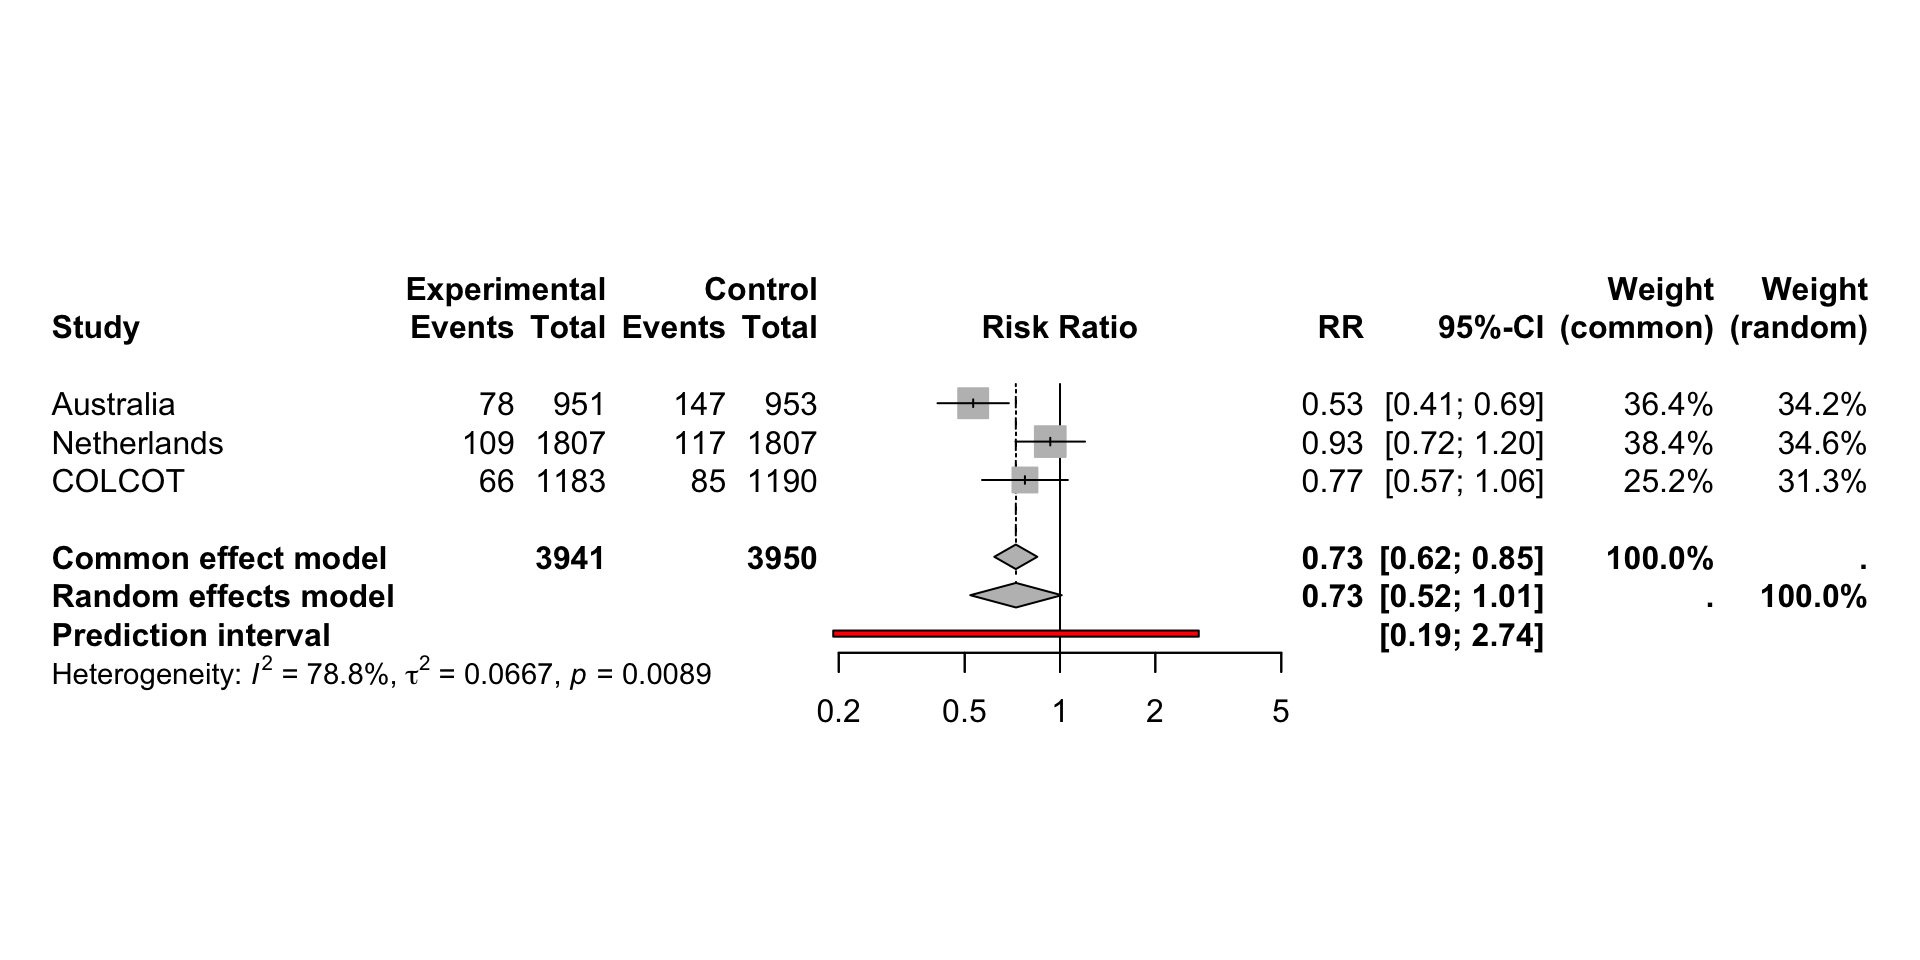 Experimental Control Weight Weight
Study Events Total Events Total Risk Ratio RR 95%-CI (common) (random)
Australia 78 951 147 953 0.53 [0.41; 0.69] 36.4% 34.2%
Netherlands 109 1807 117 1807 0.93 [0.72; 1.20] 38.4% 34.6%
COLCOT 66 1183 85 1190 0.77 [0.57; 1.06] 25.2% 31.3%
Common effect model 3941 3950 0.73 [0.62; 0.85] 100.0% .
Random effects model 0.73 [0.52; 1.01] . 100.0%
Prediction interval [0.19; 2.74]
Heterogeneity: I² = 78.8%, τ² = 0.0667, p = 0.0089
0.2 0.5 1 2 5